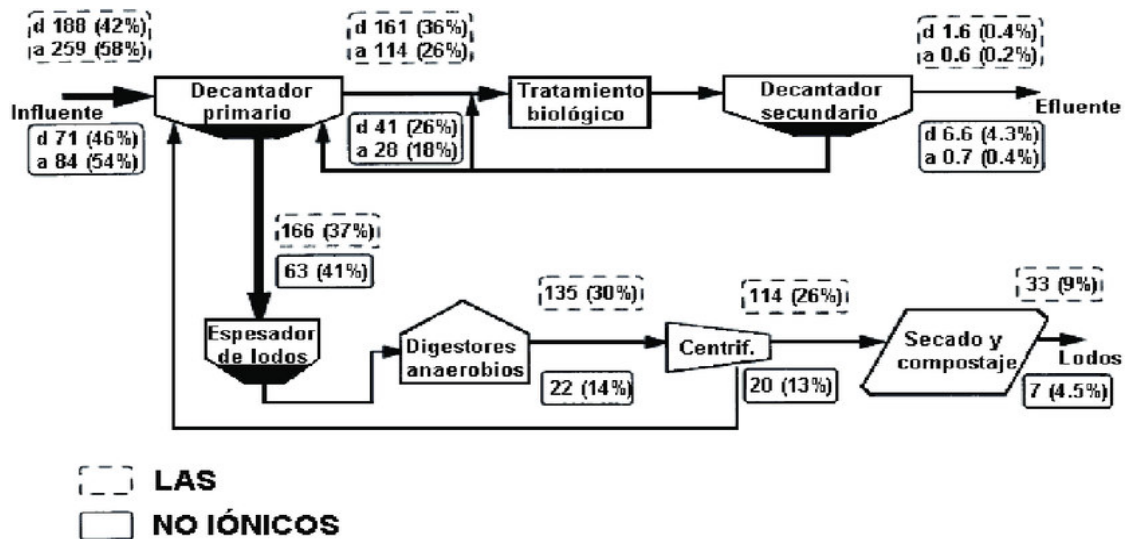 d 188 (42%)
a 259 (58%)
d 161 (36%)
a 114 (26%)
d 1.6 (0.4%)
a 0.6 (0.2%)
Influente
Decantador
primario
Tratamiento
biológico
Decantador
secundario
Efluente
d 71 (46%)
a 84 (54%)
d 41 (26%)
a 28 (18%)
d 6.6 (4.3%)
a 0.7 (0.4%)
166 (37%)
63 (41%)
135 (30%)
114 (26%)
33 (9%)
Espesador
de lodos
Digestores
anaerobios
Centrif.
Secado y
compostaje
Lodos
22 (14%)
20 (13%)
7 (4.5%)
LAS
NO IÓNICOS